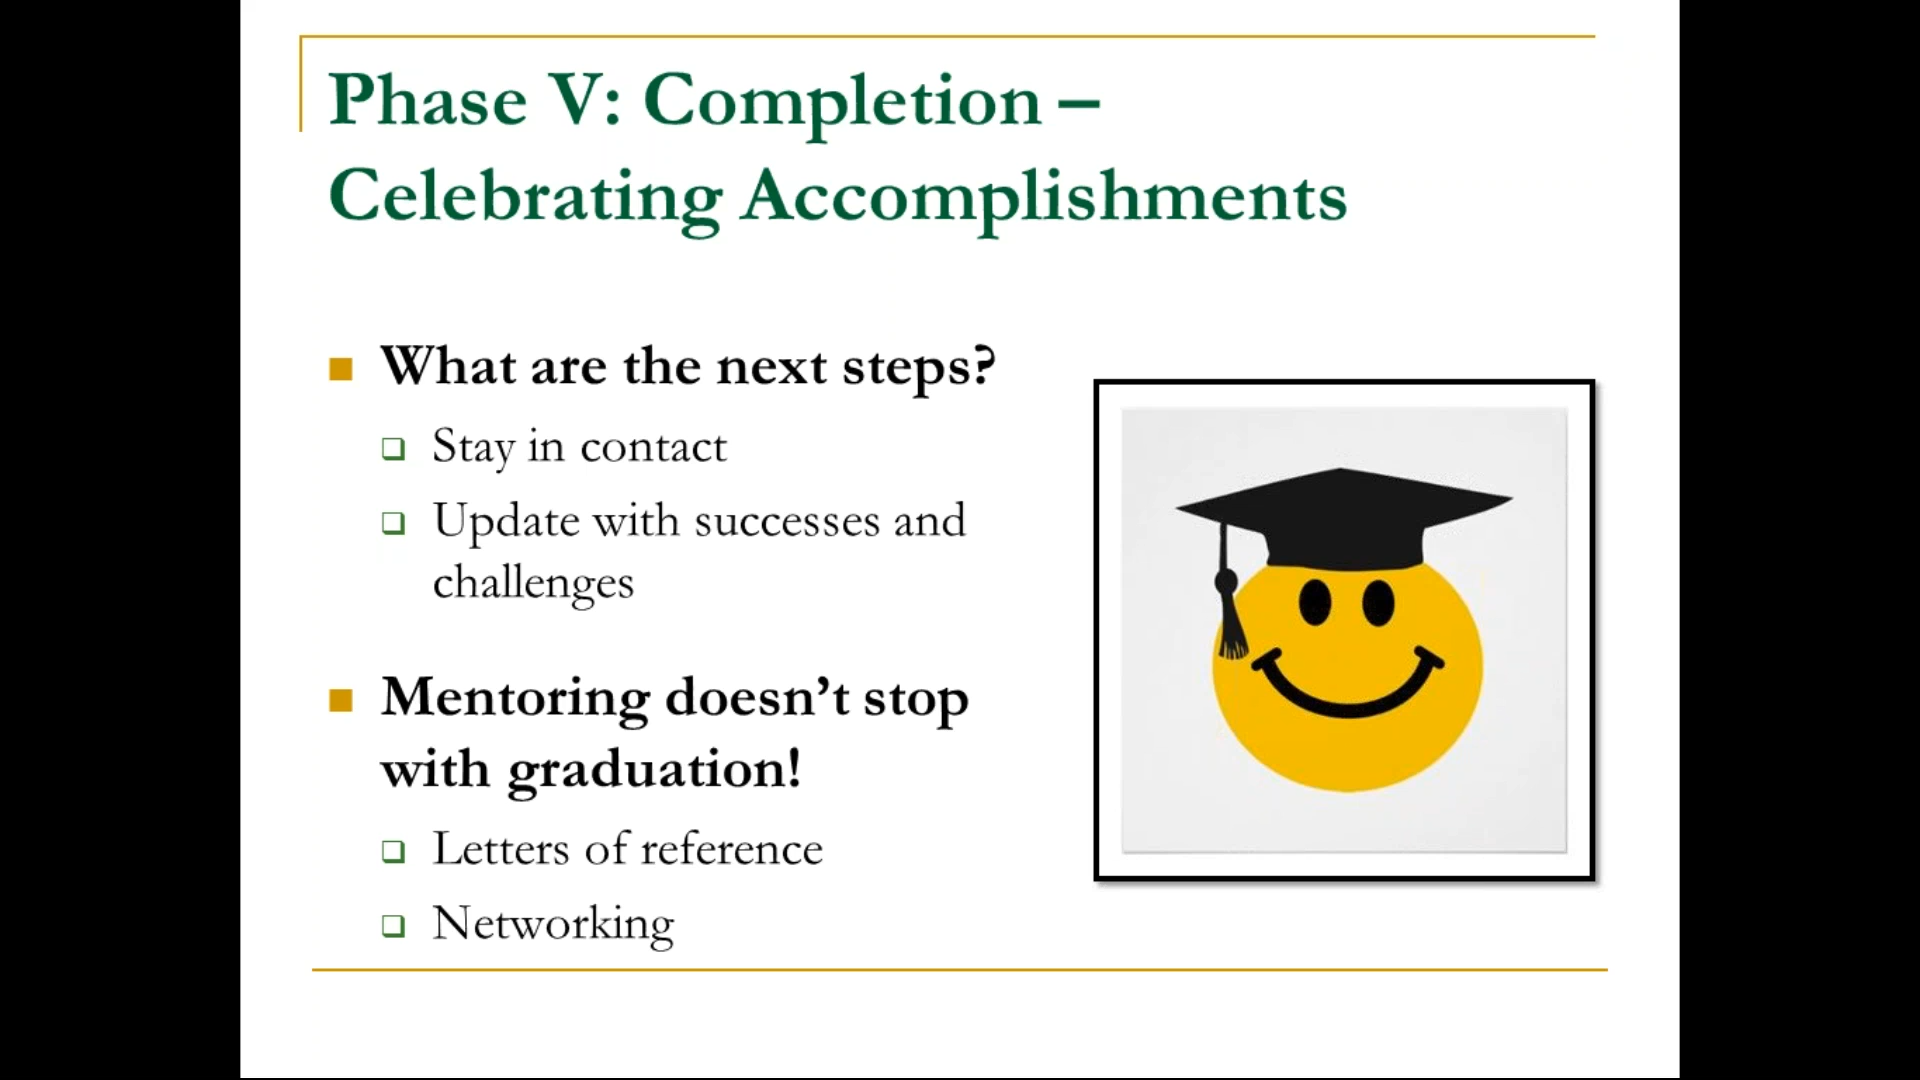 Phase V: Completion –
Celebrating Accomplishments
What are the next steps?
Stay in contact
Update with successes and
challenges
Mentoring doesn’t stop
with graduation!
Letters of reference
Networking